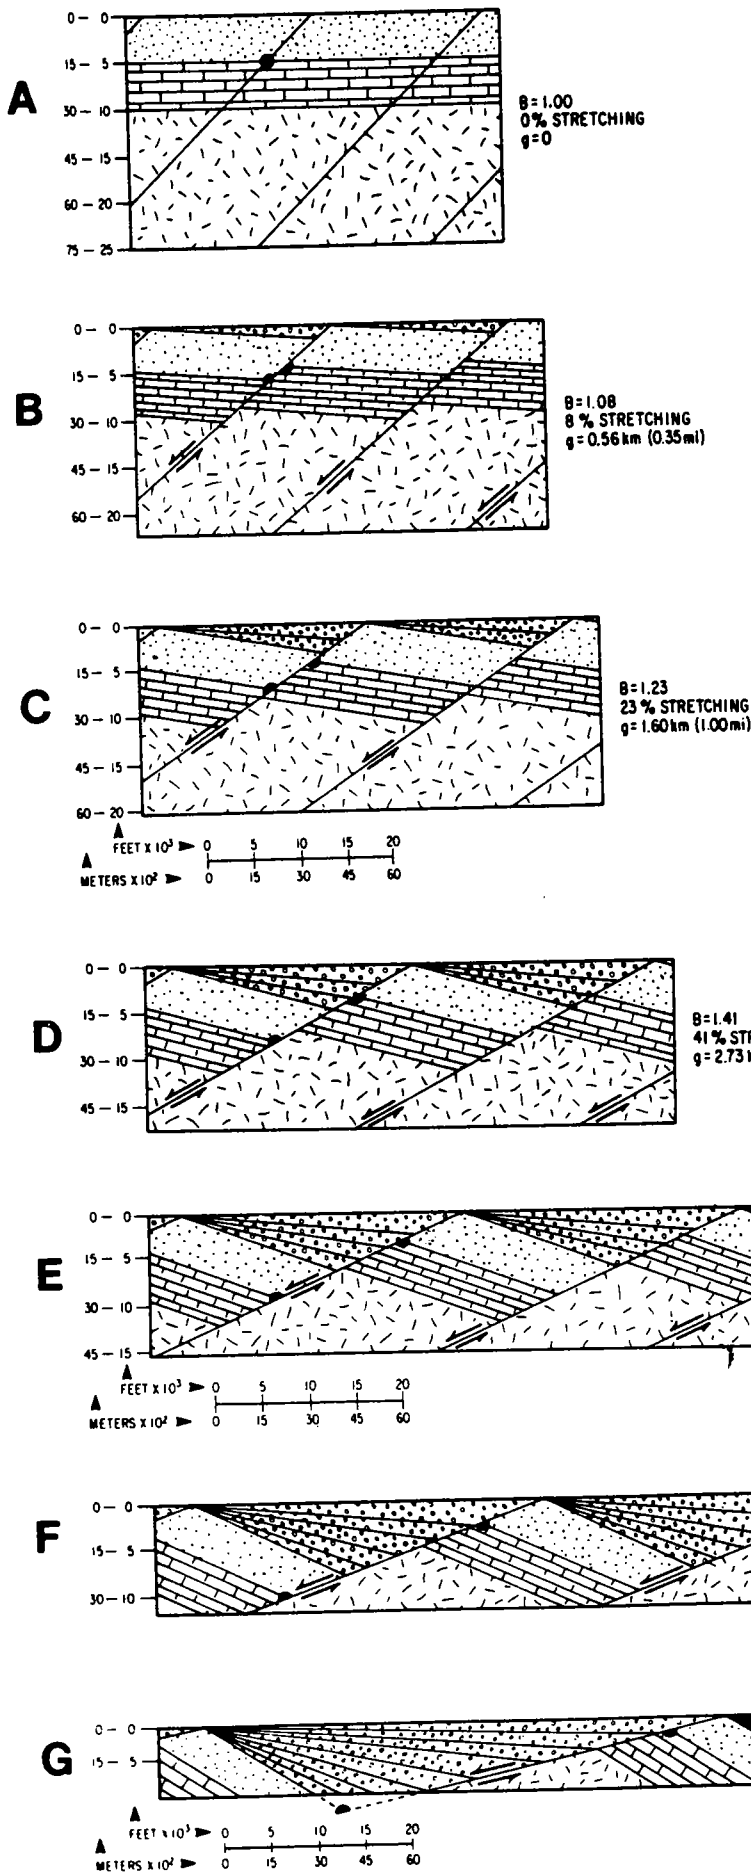 0 — 0
15 — 5
30 — 10
45 — 15
60 — 20
75 — 25
A
B=1.00
0% STRETCHING
g=0
0 — 0
15 — 5
30 — 10
45 — 15
60 — 20
B
B=1.08
8% STRETCHING
g=0.56km (0.35mi)
0 — 0
15 — 5
30 — 10
45 — 15
60 — 20
C
B=1.23
23% STRETCHING
g=1.60km (1.00mi)
FEET X 10³ 0 5 10 15 20
METERS X 10² 0 15 30 45 60
0 — 0
15 — 5
30 — 10
45 — 15
D
B=1.41
41% STR
g=2.73
0 — 0
15 — 5
30 — 10
45 — 15
E
FEET X 10³ 0 5 10 15 20
METERS X 10² 0 15 30 45 60
0 — 0
15 — 5
30 — 10
F
0 — 0
15 — 5
G
FEET X 10³ 0 5 10 15 20
METERS X 10² 0 15 30 45 60